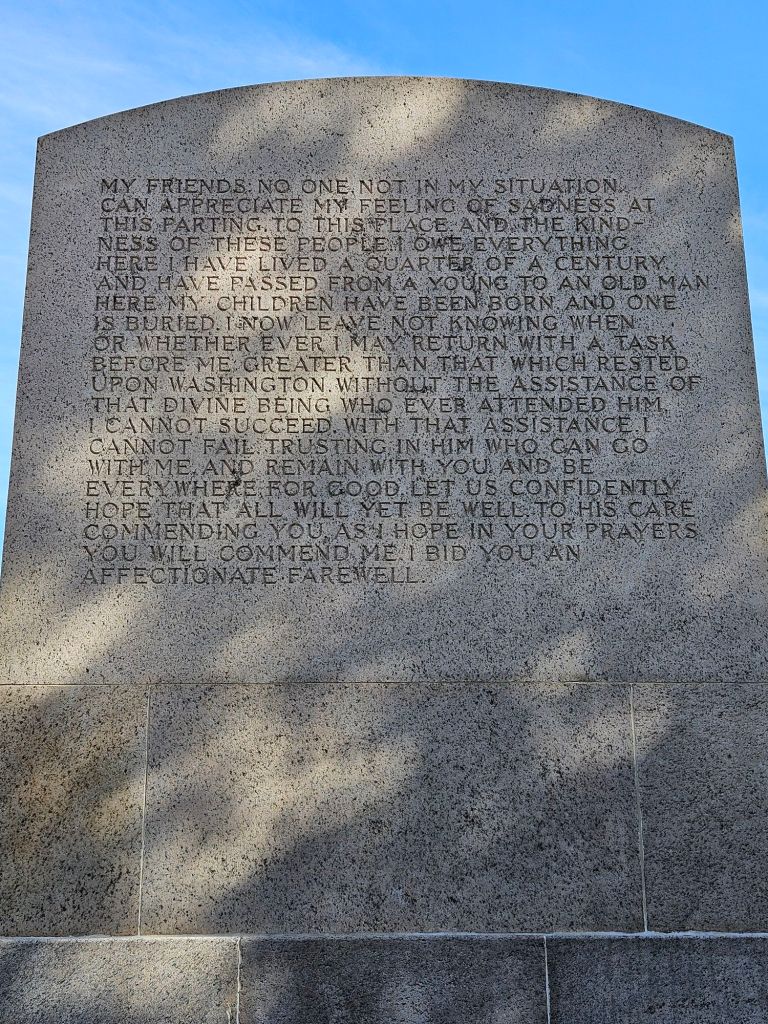 MY FRIENDS. NO ONE, NOT IN MY SITUATION,
CAN APPRECIATE MY FEELING OF SADNESS AT
THIS PARTING. TO THIS PLACE, AND THE KIND-
NESS OF THESE PEOPLE, I OWE EVERYTHING.
HERE I HAVE LIVED A QUARTER OF A CENTURY,
AND HAVE PASSED FROM A YOUNG TO AN OLD MAN.
HERE MY CHILDREN HAVE BEEN BORN AND ONE
IS BURIED. I NOW LEAVE, NOT KNOWING WHEN
OR WHETHER EVER I MAY RETURN, WITH A TASK
BEFORE ME GREATER THAN THAT WHICH RESTED
UPON WASHINGTON. WITHOUT THE ASSISTANCE OF
THAT DIVINE BEING WHO EVER ATTENDED HIM,
I CANNOT SUCCEED. WITH THAT ASSISTANCE, I
CANNOT FAIL. TRUSTING IN HIM WHO CAN GO
WITH ME, AND REMAIN WITH YOU, AND BE
EVERYWHERE FOR GOOD, LET US CONFIDENTLY
HOPE THAT ALL WILL YET BE WELL. TO HIS CARE
COMMENDING YOU, AS I HOPE IN YOUR PRAYERS
YOU WILL COMMEND ME, I BID YOU AN
AFFECTIONATE FAREWELL.